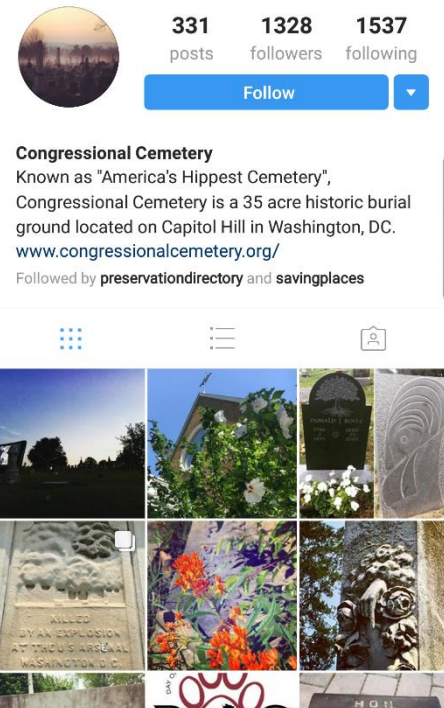 331 1328 1537
posts followers following
Follow
Congressional Cemetery
Known as "America's Hippest Cemetery",
Congressional Cemetery is a 35 acre historic burial
ground located on Capitol Hill in Washington, DC.
www.congressionalcemetery.org/
Followed by preservationdirectory and savingplaces
KILLED
BY AN EXPLOSION
AT THE U.S ARSENAL
WASHINGTON D.C.
HON